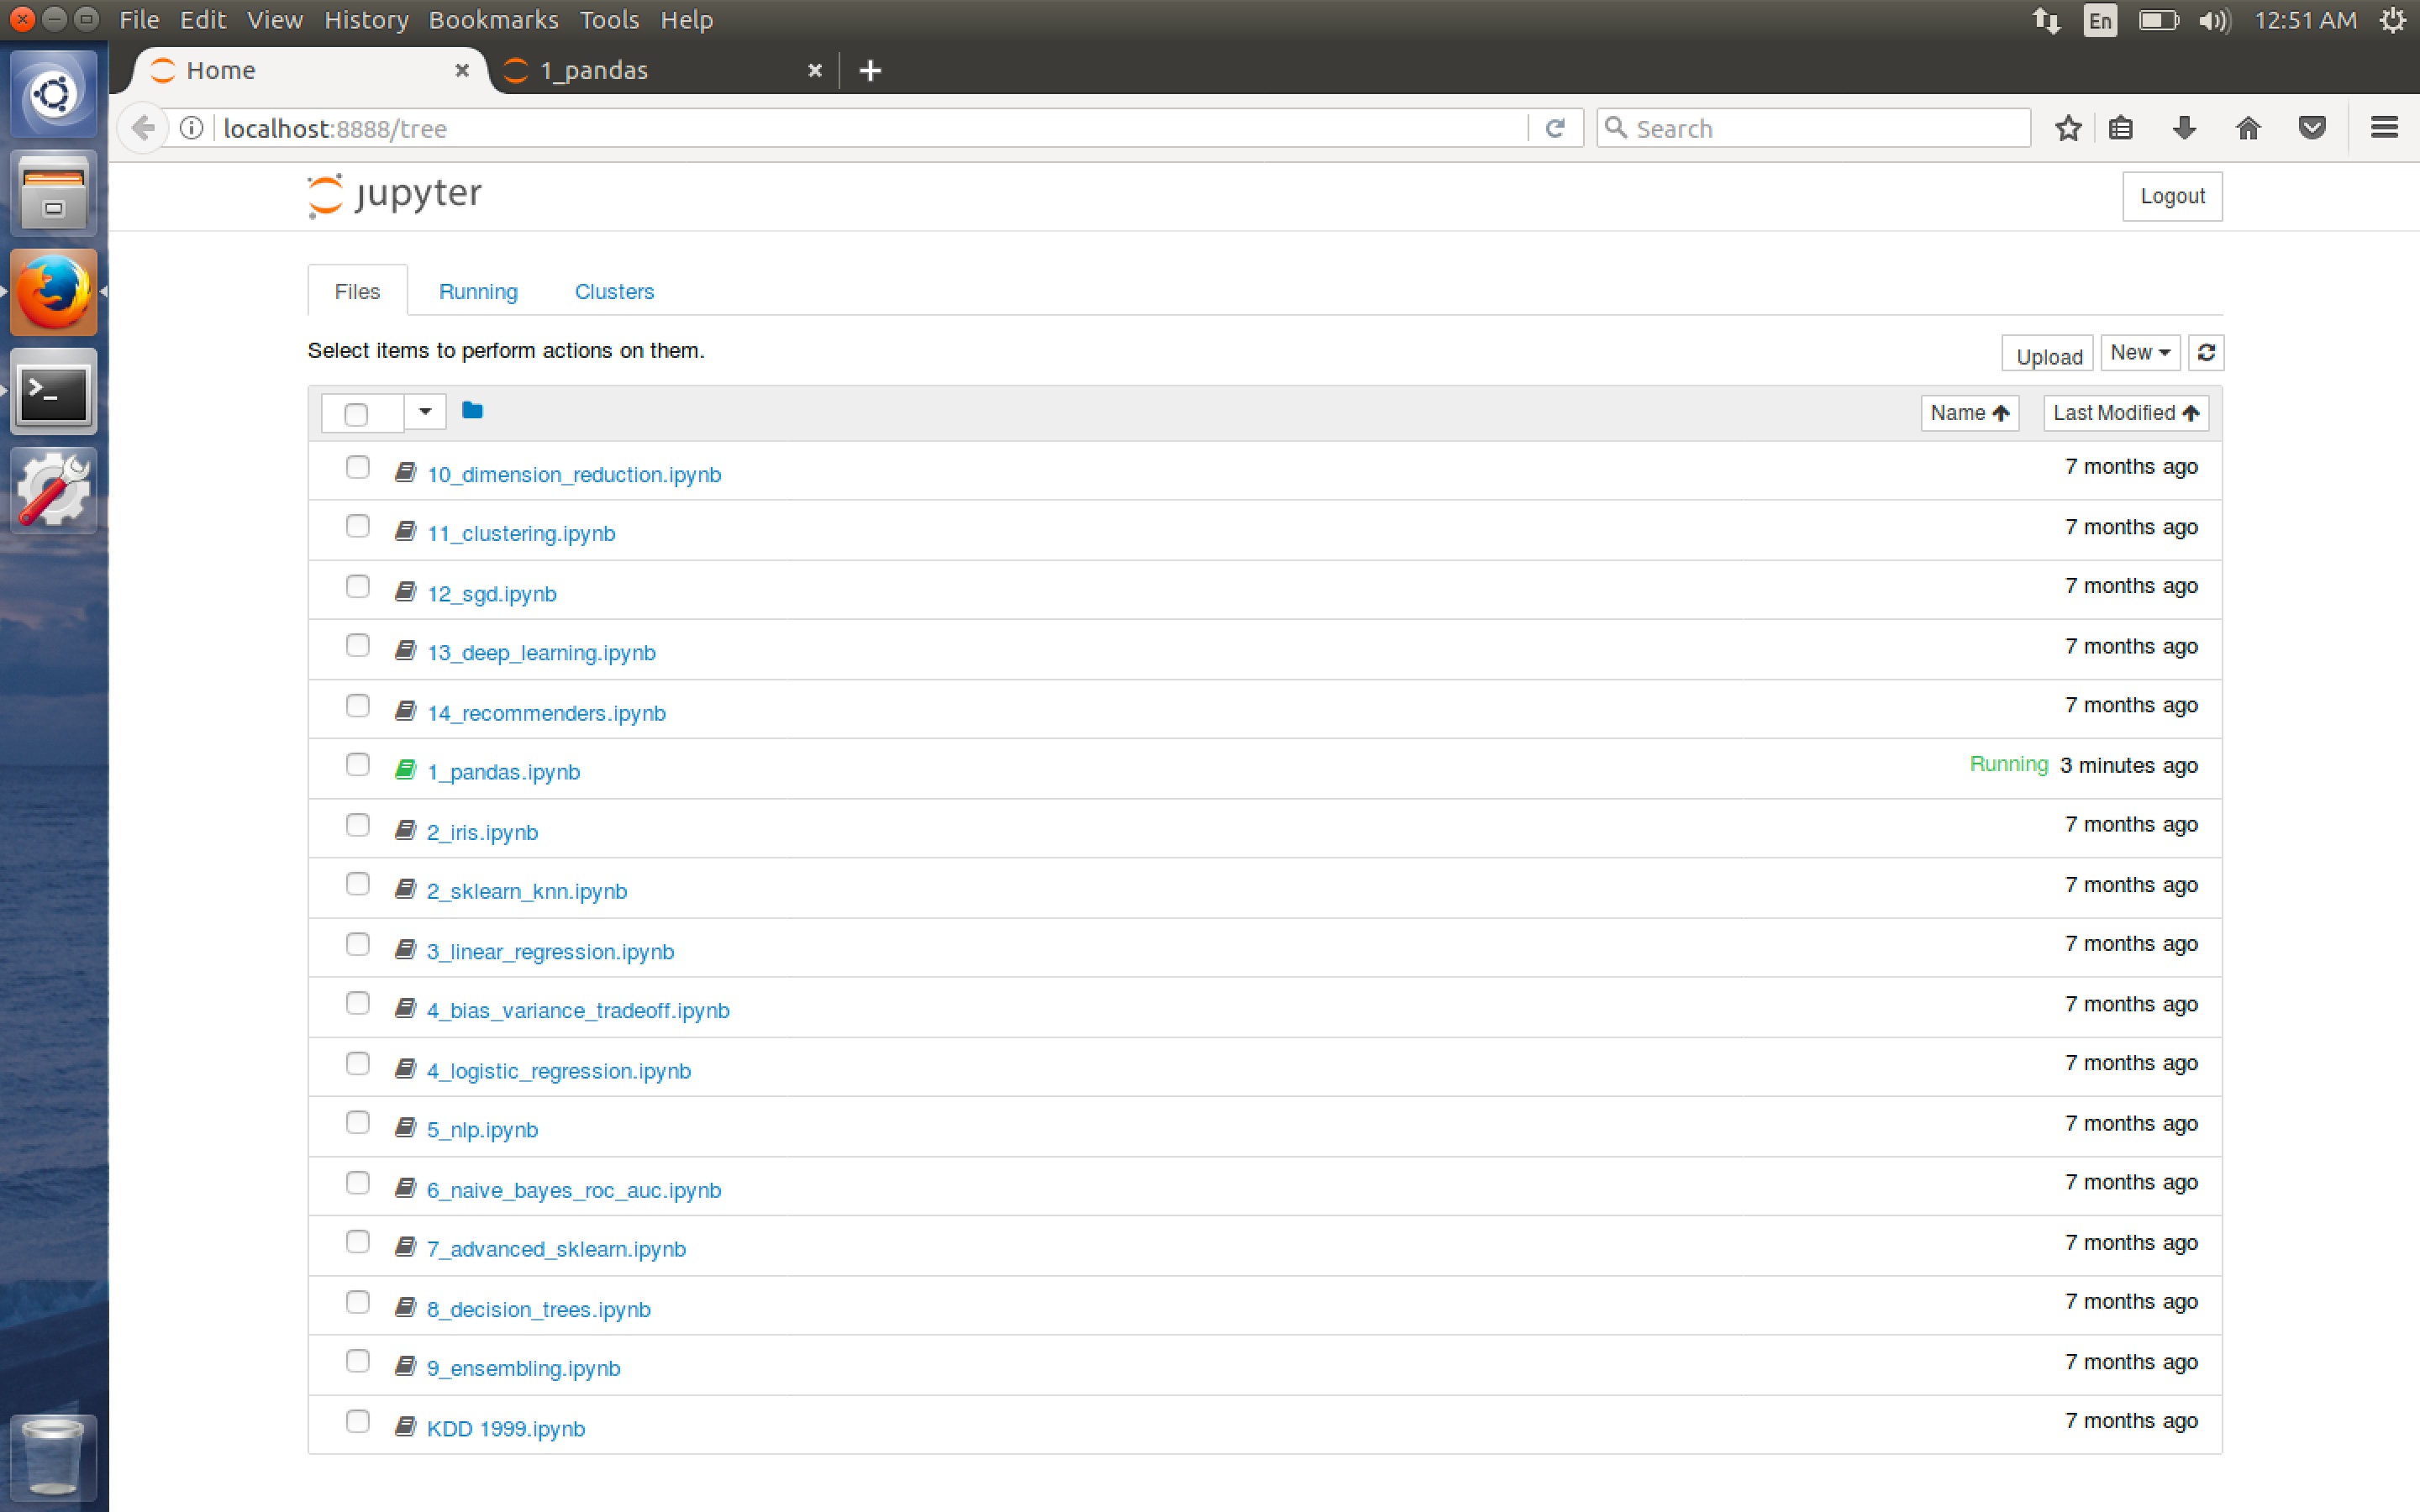 File Edit View History Bookmarks Tools Help
En
12:51 AM
Home
1_pandas
localhost:8888/tree
Search
jupyter
Logout
Files Running Clusters
Select items to perform actions on them.
Upload New
Name Last Modified
10_dimension_reduction.ipynb 7 months ago
11_clustering.ipynb 7 months ago
12_sgd.ipynb 7 months ago
13_deep_learning.ipynb 7 months ago
14_recommenders.ipynb 7 months ago
1_pandas.ipynb Running 3 minutes ago
2_iris.ipynb 7 months ago
2_sklearn_knn.ipynb 7 months ago
3_linear_regression.ipynb 7 months ago
4_bias_variance_tradeoff.ipynb 7 months ago
4_logistic_regression.ipynb 7 months ago
5_nlp.ipynb 7 months ago
6_naive_bayes_roc_auc.ipynb 7 months ago
7_advanced_sklearn.ipynb 7 months ago
8_decision_trees.ipynb 7 months ago
9_ensembling.ipynb 7 months ago
KDD 1999.ipynb 7 months ago